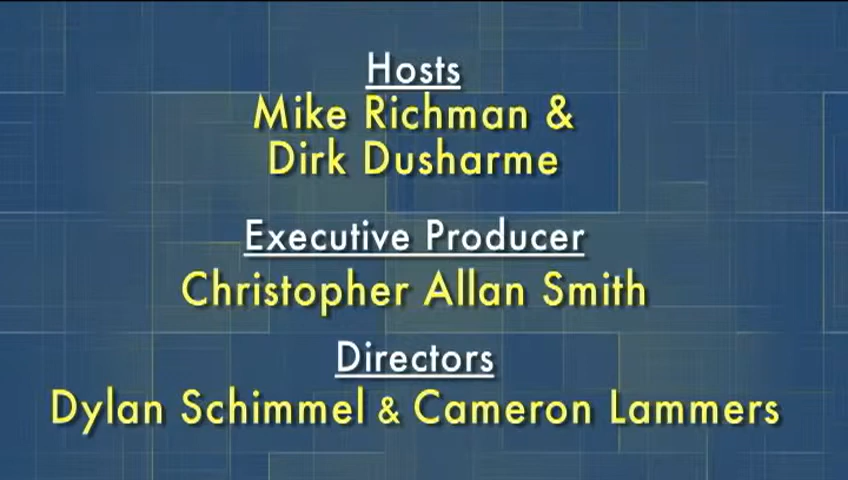 Hosts
Mike Richman &
Dirk Dusharme
Executive Producer
Christopher Allan Smith
Directors
Dylan Schimmel & Cameron Lammers